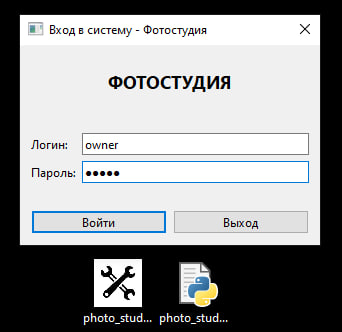 Вход в систему - Фотостудия
ФОТОСТУДИЯ
Логин: owner
Пароль: ●●●●●
Войти Выход
photo_stud... photo_stud...